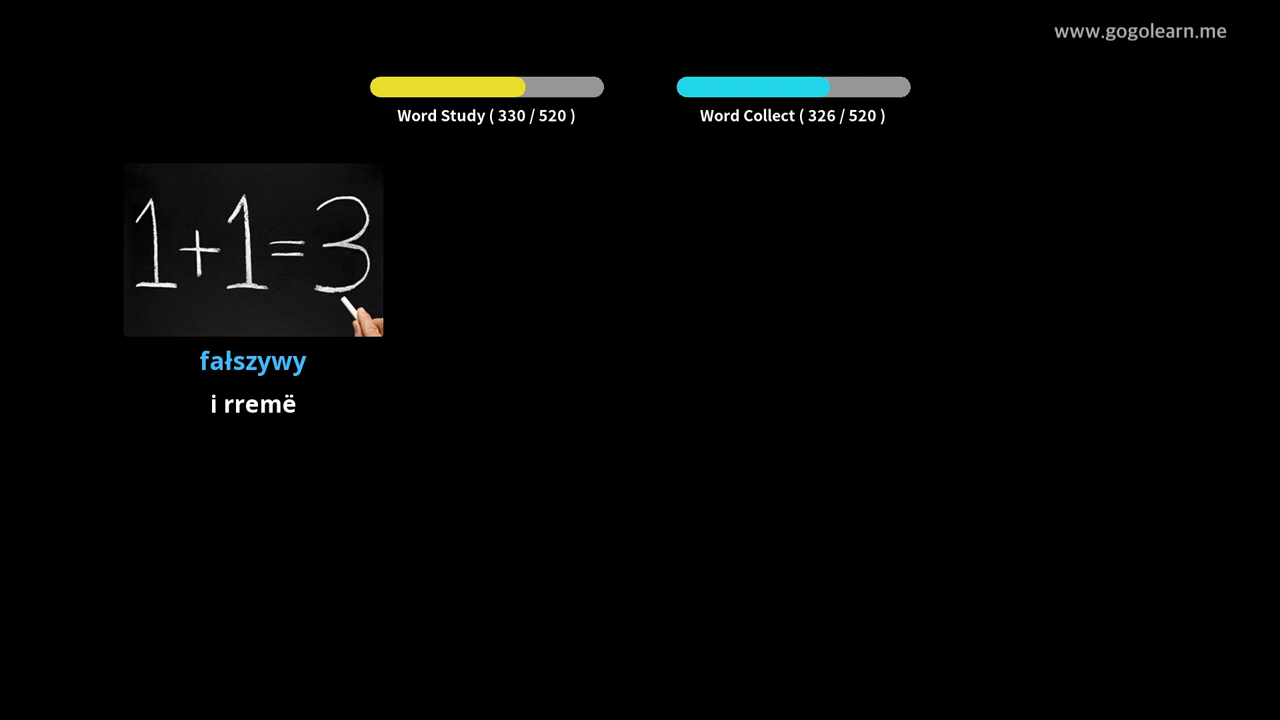 www.gogolearn.me
Word Study ( 330 / 520 )
Word Collect ( 326 / 520 )
1+1=3
fałszywy
i rremë